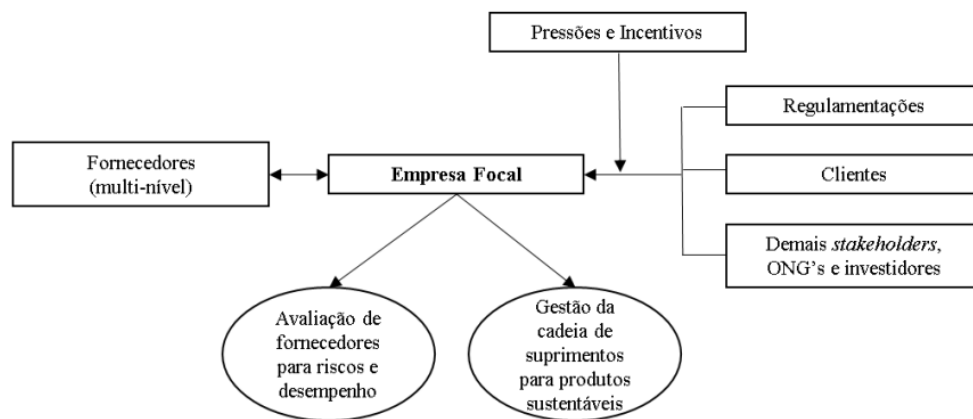 Pressões e Incentivos
Regulamentações
Fornecedores
(multi-nível)
Empresa Focal
Clientes
Demais stakeholders,
ONG's e investidores
Avaliação de
fornecedores
para riscos e
desempenho
Gestão da
cadeia de
suprimentos
para produtos
sustentáveis